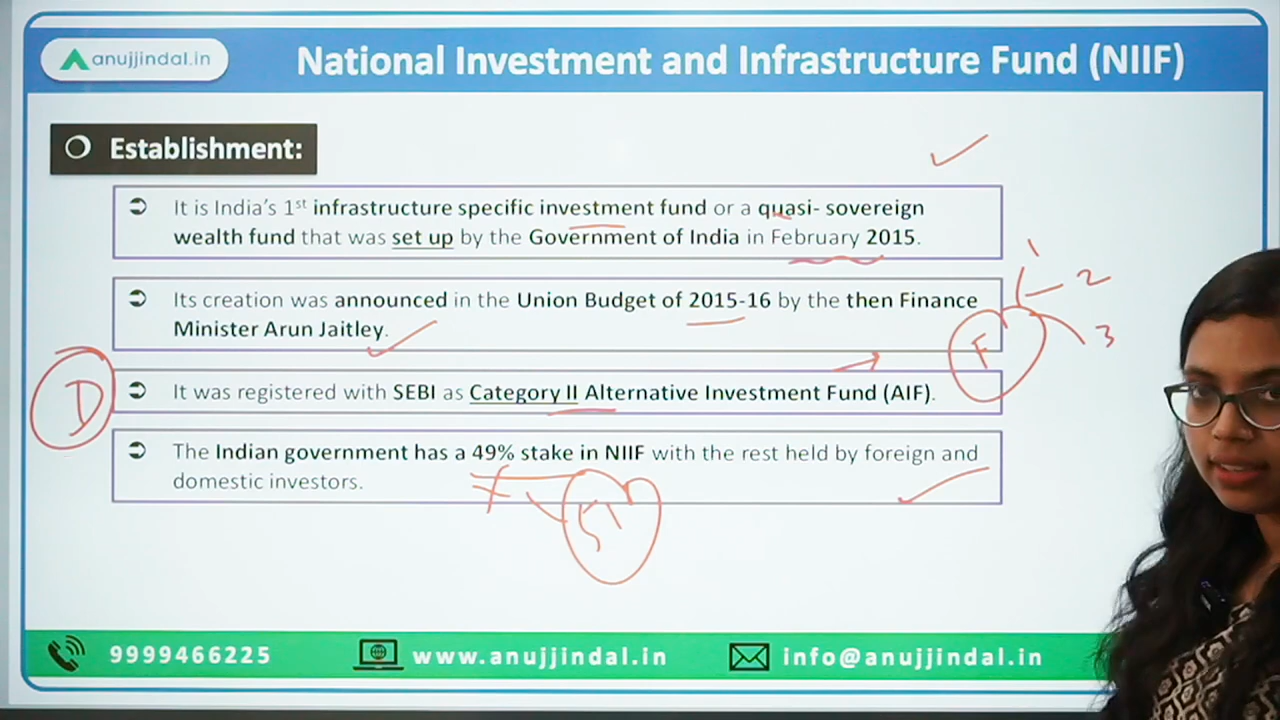 anujjindal.in
National Investment and Infrastructure Fund (NIIF)
Establishment:
It is India's 1st infrastructure specific investment fund or a quasi- sovereign
wealth fund that was set up by the Government of India in February 2015.
Its creation was announced in the Union Budget of 2015-16 by the then Finance
Minister Arun Jaitley.
1
2
3
F
D
It was registered with SEBI as Category II Alternative Investment Fund (AIF).
The Indian government has a 49% stake in NIIF with the rest held by foreign and
domestic investors.
51
9999466225
www.anujjindal.in
info@anujjindal.in